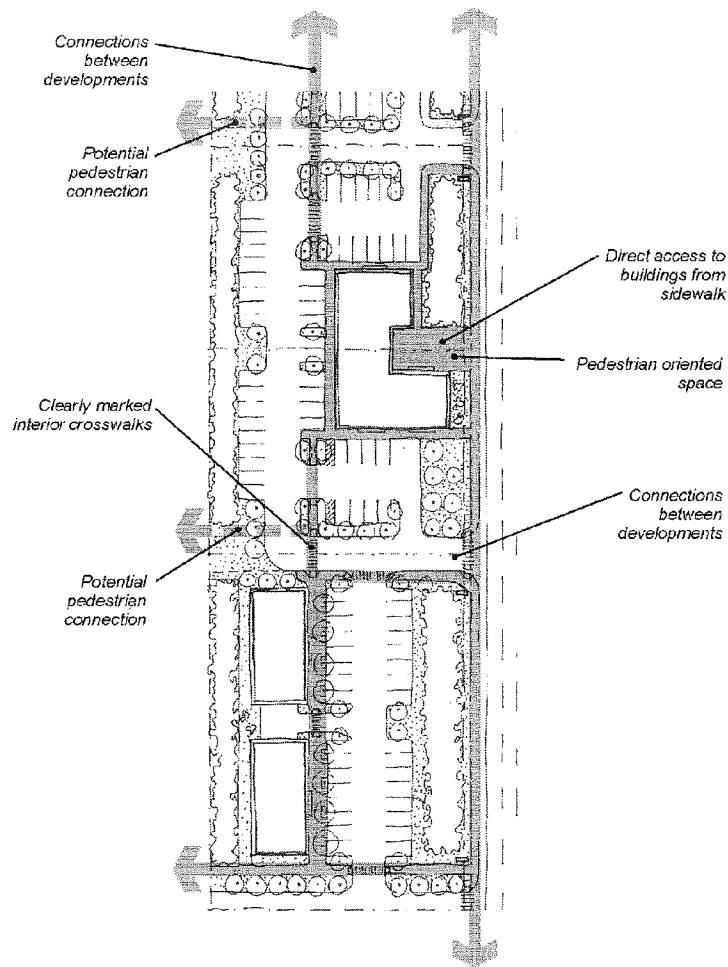 Connections
between
developments
Potential
pedestrian
connection
Direct access to
buildings from
sidewalk
Pedestrian oriented
space
Clearly marked
interior crosswalks
Connections
between
developments
Potential
pedestrian
connection